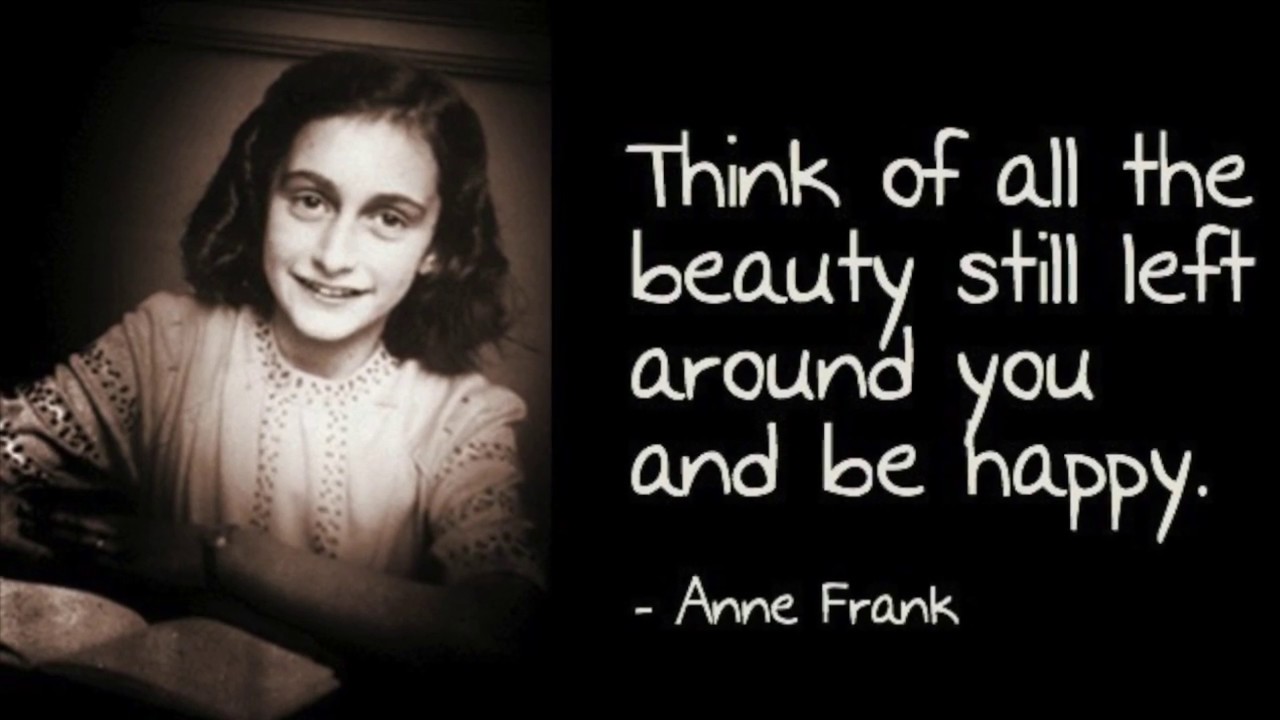 Think of all the
beauty still left
around you
and be happy.
- Anne Frank